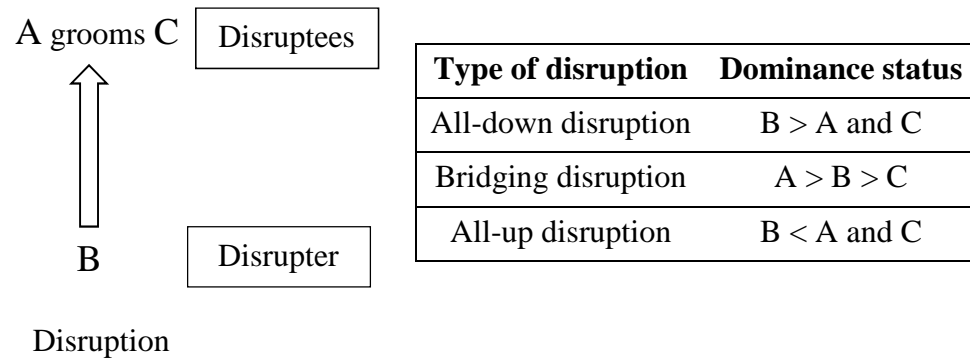 A grooms C
Disruptees
B
Disrupter
Disruption
Type of disruption Dominance status
All-down disruption B > A and C
Bridging disruption A > B > C
All-up disruption B < A and C